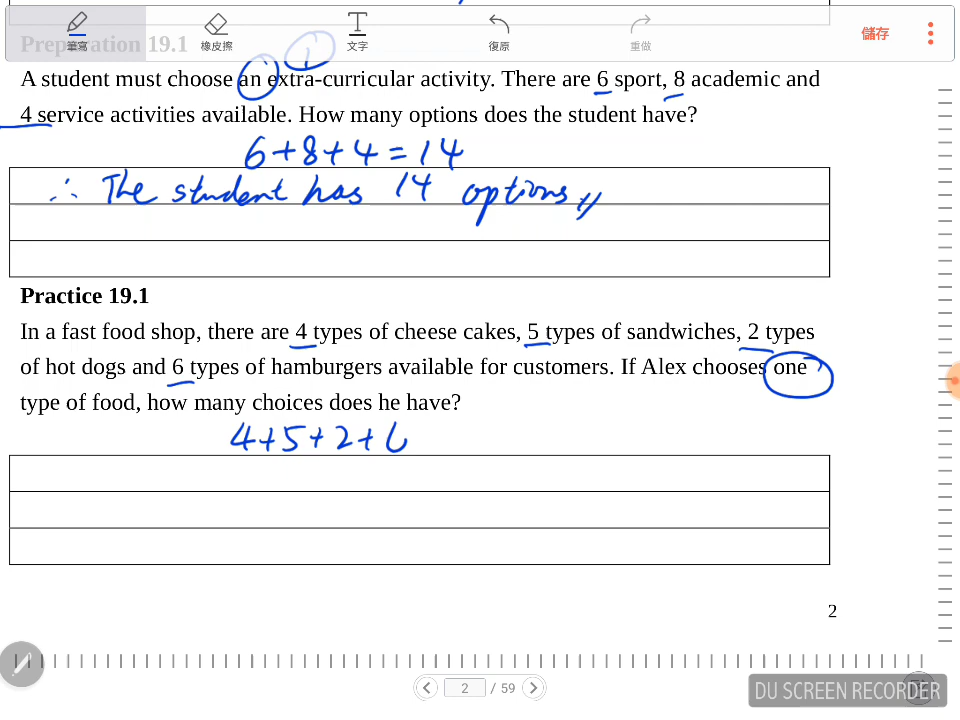 Preparation 19.1
筆寫 橡皮擦 文字 復原 重做 儲存
1
A student must choose an extra-curricular activity. There are 6 sport, 8 academic and
4 service activities available. How many options does the student have?
6+8+4=14
∴ The student has 14 options
Practice 19.1
In a fast food shop, there are 4 types of cheese cakes, 5 types of sandwiches, 2 types
of hot dogs and 6 types of hamburgers available for customers. If Alex chooses one
type of food, how many choices does he have?
4+5+2+6
2
2 / 59
DU SCREEN RECORDER